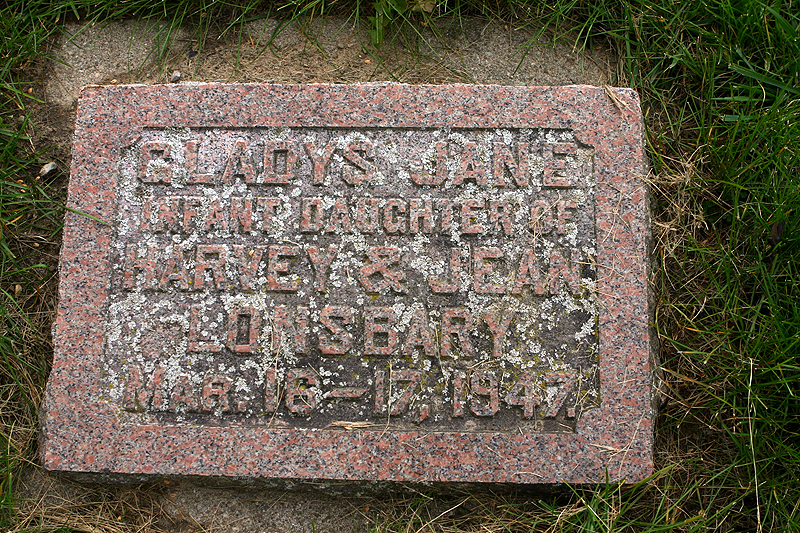 GLADYS JANE
INFANT DAUGHTER OF
HARVEY & JEAN
LONSBARY
MAR. 16-17, 1947.